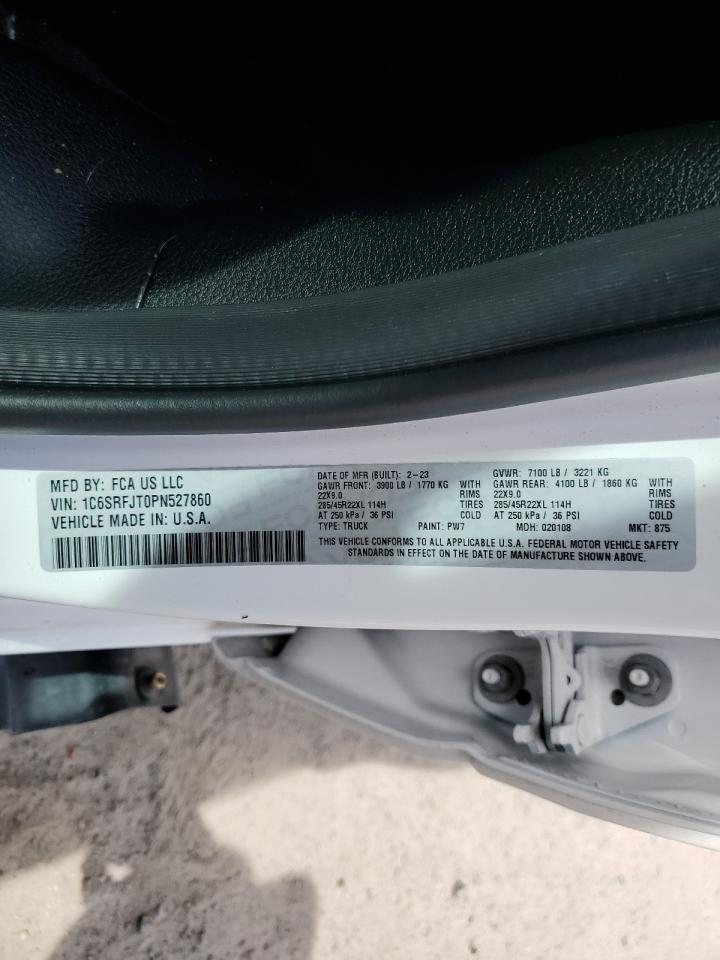 MFD BY: FCA US LLC
VIN: 1C6SRFJT0PN527860
VEHICLE MADE IN: U.S.A.
DATE OF MFR (BUILT): 2-23
GAWR FRONT: 3900 LB / 1770 KG WITH
22X9.0 RIMS
285/45R22XL 114H TIRES
AT 250 kPa / 36 PSI COLD
TYPE: TRUCK PAINT: PW7
GVWR: 7100 LB / 3221 KG
GAWR REAR: 4100 LB / 1860 KG WITH
22X9.0 RIMS
285/45R22XL 114H TIRES
AT 250 kPa / 36 PSI COLD
MDH: 020108 MKT: 875
THIS VEHICLE CONFORMS TO ALL APPLICABLE U.S.A. FEDERAL MOTOR VEHICLE SAFETY
STANDARDS IN EFFECT ON THE DATE OF MANUFACTURE SHOWN ABOVE.